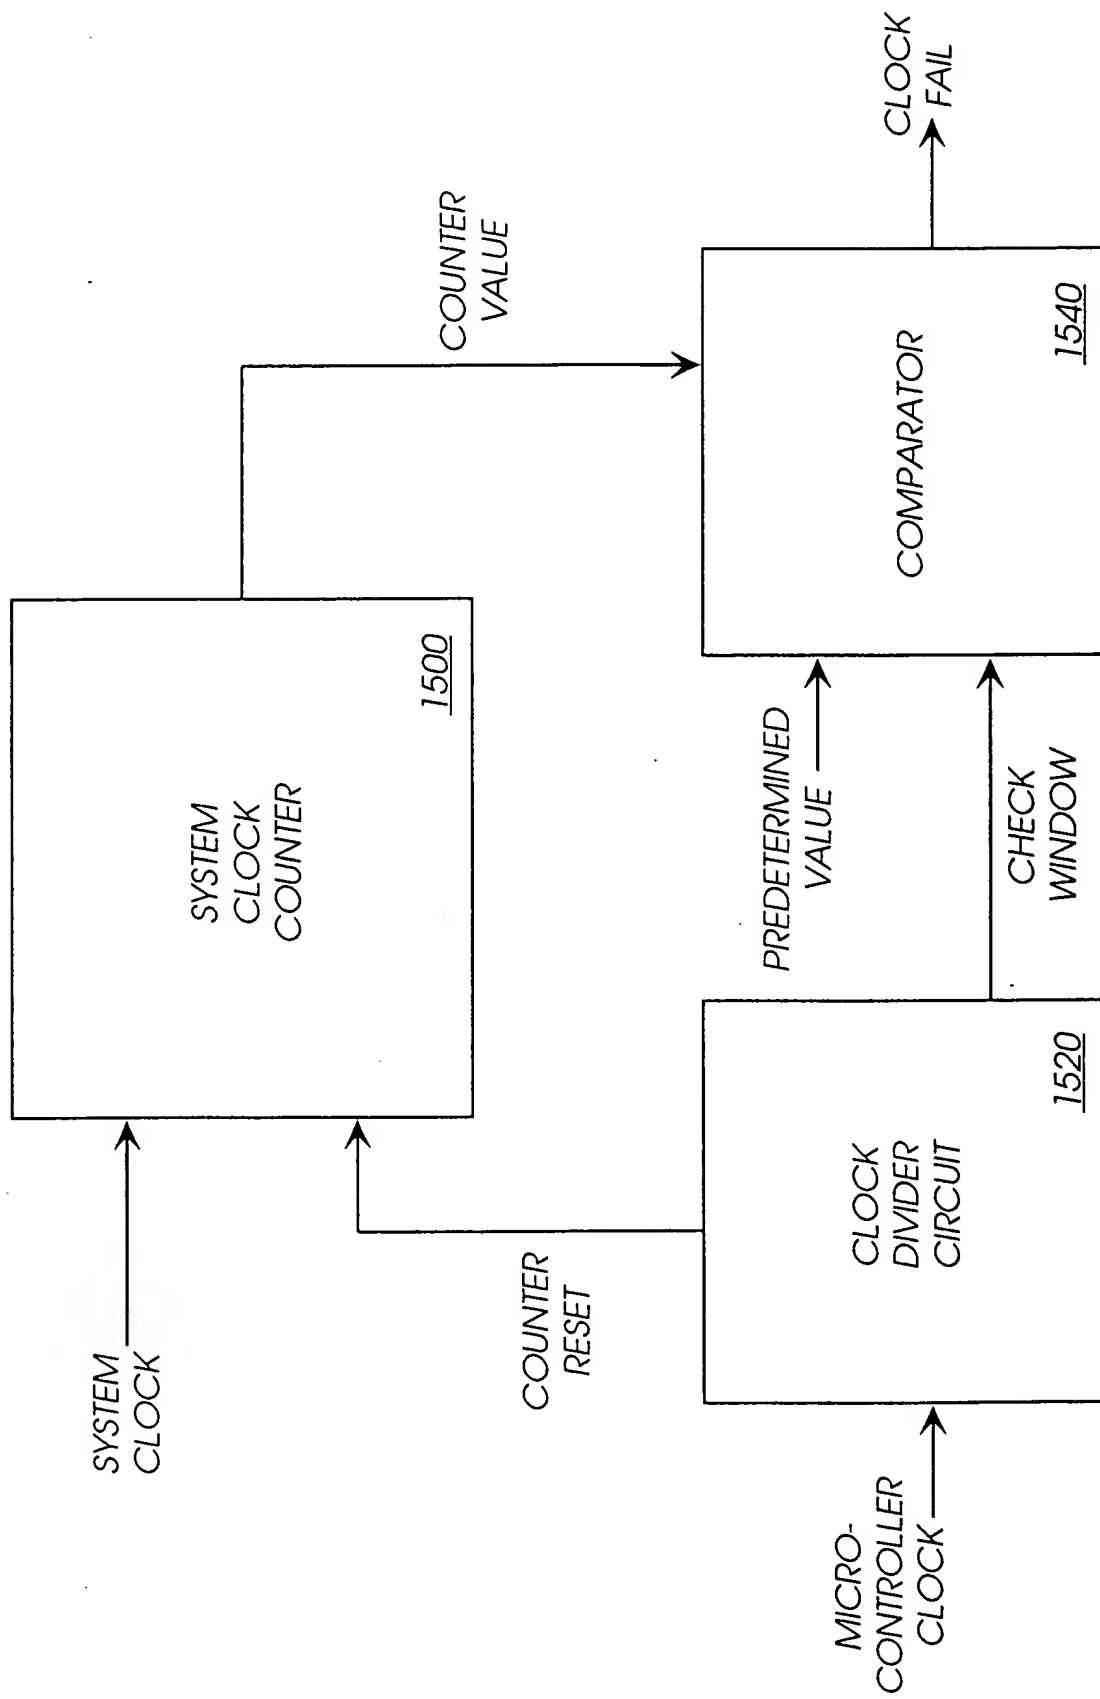 SYSTEM
CLOCK
SYSTEM
CLOCK
COUNTER
1500
COUNTER
VALUE
COUNTER
RESET
MICRO-
CONTROLLER
CLOCK
CLOCK
DIVIDER
CIRCUIT
1520
PREDETERMINED
VALUE
CHECK
WINDOW
COMPARATOR
1540
CLOCK
FAIL